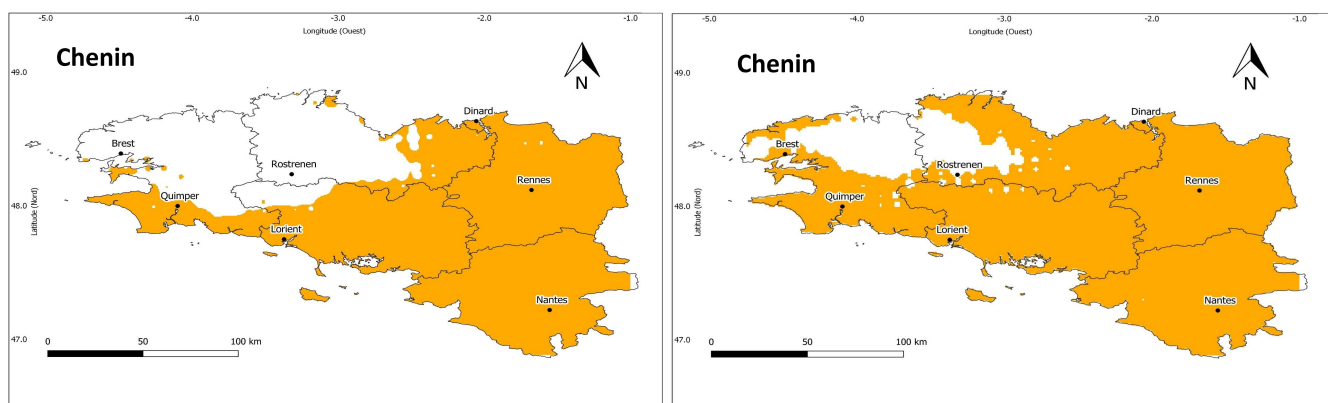 -5.0 -4.0 -3.0 -2.0 -1.0
Longitude (Ouest)
Chenin
N
49.0
Dinard
Brest
Rostrenen
Rennes
Quimper
48.0
Latitude (Nord)
Lorient
Nantes
47.0
0 50 100 km
-5.0 -4.0 -3.0 -2.0 -1.0
Longitude (Ouest)
Chenin
N
49.0
Dinard
Brest
Rostrenen
Rennes
Quimper
48.0
Latitude (Nord)
Lorient
Nantes
47.0
0 50 100 km